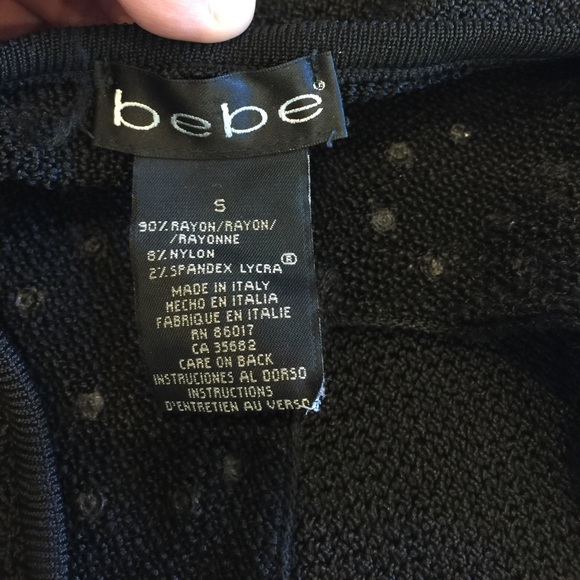 bebe®
S
90% RAYON/RAYON/
/RAYONNE
8% NYLON
2% SPANDEX LYCRA®
MADE IN ITALY
HECHO EN ITALIA
FABRIQUE EN ITALIE
RN 86017
CA 35682
CARE ON BACK
INSTRUCIONES AL DORSO
INSTRUCTIONS
D'ENTRETIEN AU VERSO